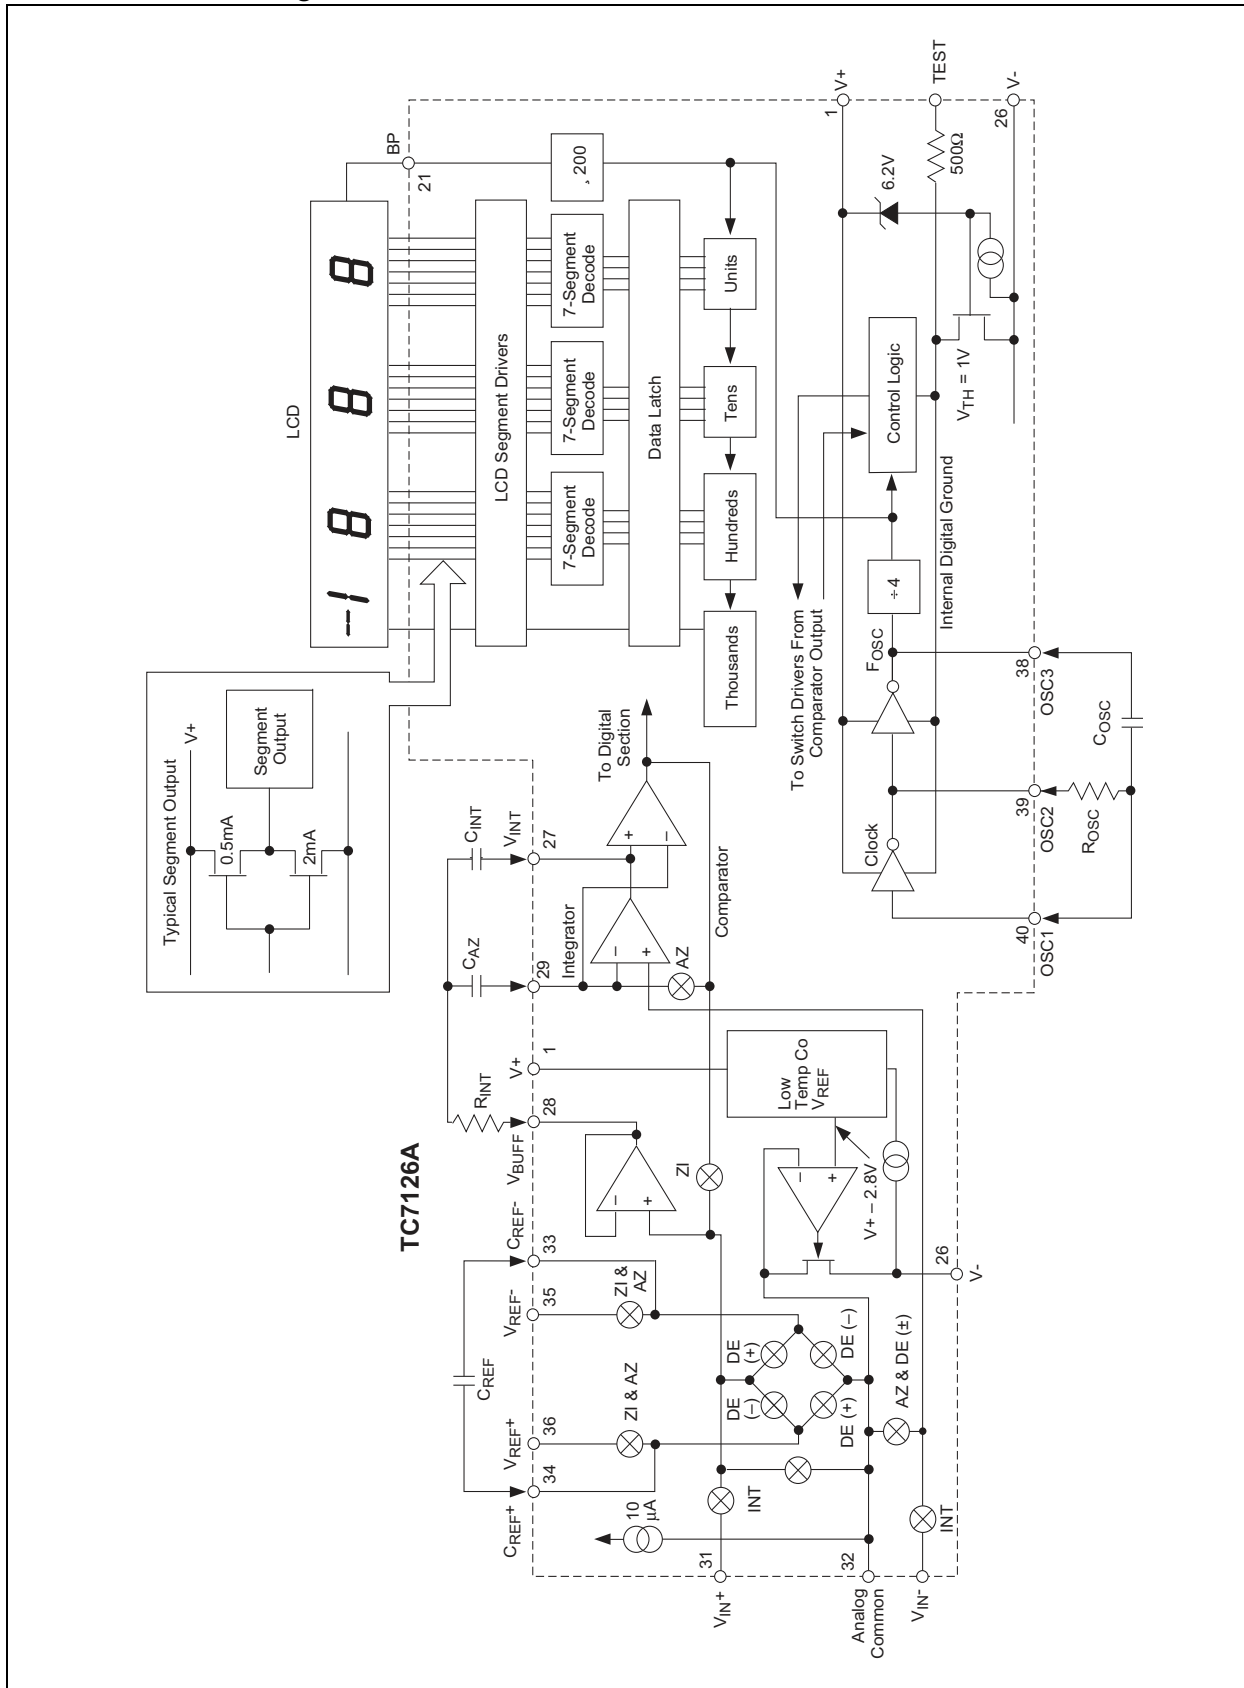 TC7126A
Typical Segment Output
V+
0.5mA
2mA
Segment
Output
LCD
-1 8 8 8
BP
21
LCD Segment Drivers
7-Segment
Decode
7-Segment
Decode
7-Segment
Decode
¸ 200
Data Latch
Thousands
Hundreds
Tens
Units
To Switch Drivers From
Comparator Output
Control Logic
÷4
FOSC
Clock
Internal Digital Ground
VTH = 1V
6.2V
500Ω
1
V+
TEST
26
V-
40
OSC1
39
OSC2
38
OSC3
ROSC
COSC
CREF
RINT
CAZ
CINT
CREF+
34
VREF+
36
VREF-
35
CREF-
33
VBUFF
28
V+
1
29
VINT
27
Integrator
To Digital
Section
Comparator
10
µA
ZI & AZ
ZI &
AZ
ZI
AZ
INT
DE
(–)
DE
(+)
DE (+)
DE (–)
AZ & DE (±)
INT
Low
Temp Co
VREF
V+ – 2.8V
26
V-
31
VIN+
32
Analog
Common
VIN-